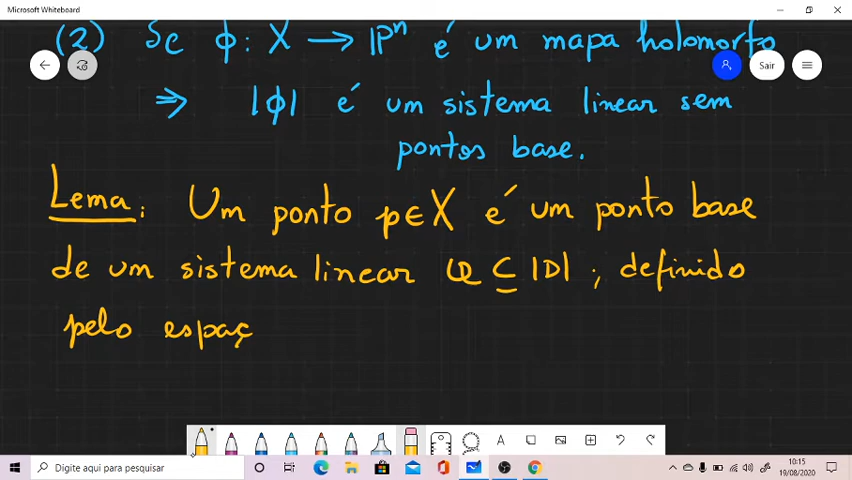 Microsoft Whiteboard
(2) Se ϕ: X → ℙⁿ é um mapa holomorfo
Sair
⇒ |ϕ| é um sistema linear sem
pontos base.
Lema: Um ponto p∈X é um ponto base
de um sistema linear Q ⊆ |D|, definido
pelo espaç
A
Digite aqui para pesquisar
10:15
19/08/2020